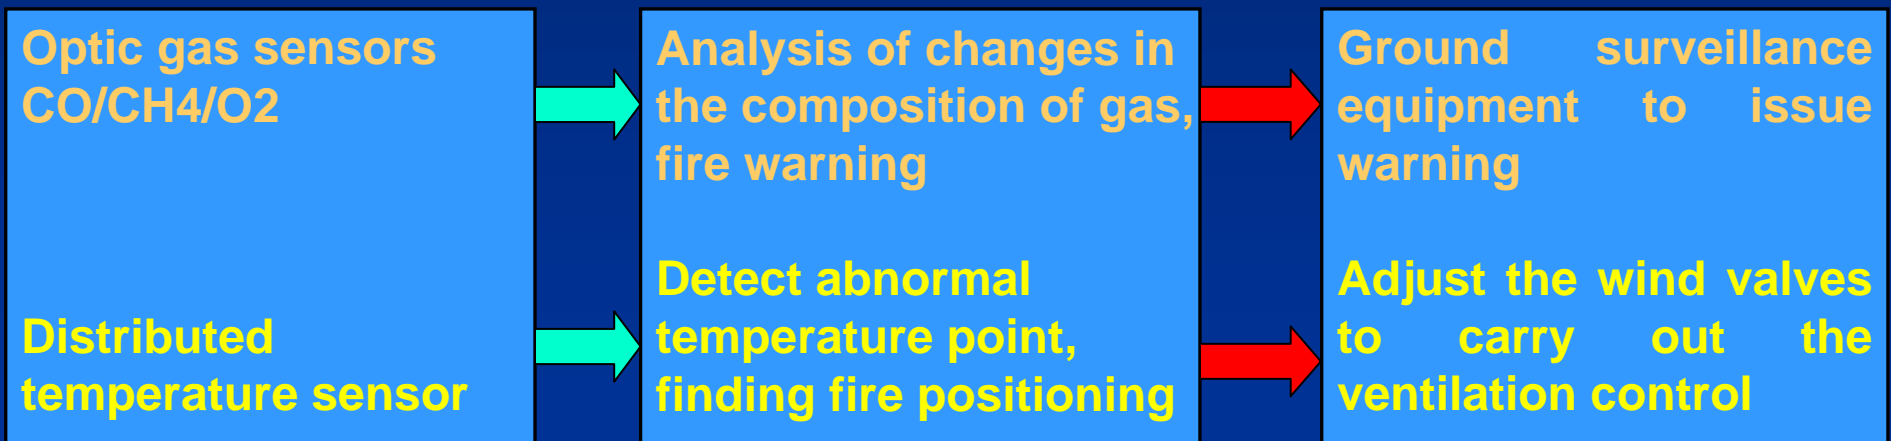 Optic gas sensors
CO/CH4/O2
Distributed
temperature sensor
Analysis of changes in
the composition of gas,
fire warning
Detect abnormal
temperature point,
finding fire positioning
Ground surveillance
equipment to issue
warning
Adjust the wind valves
to carry out the
ventilation control